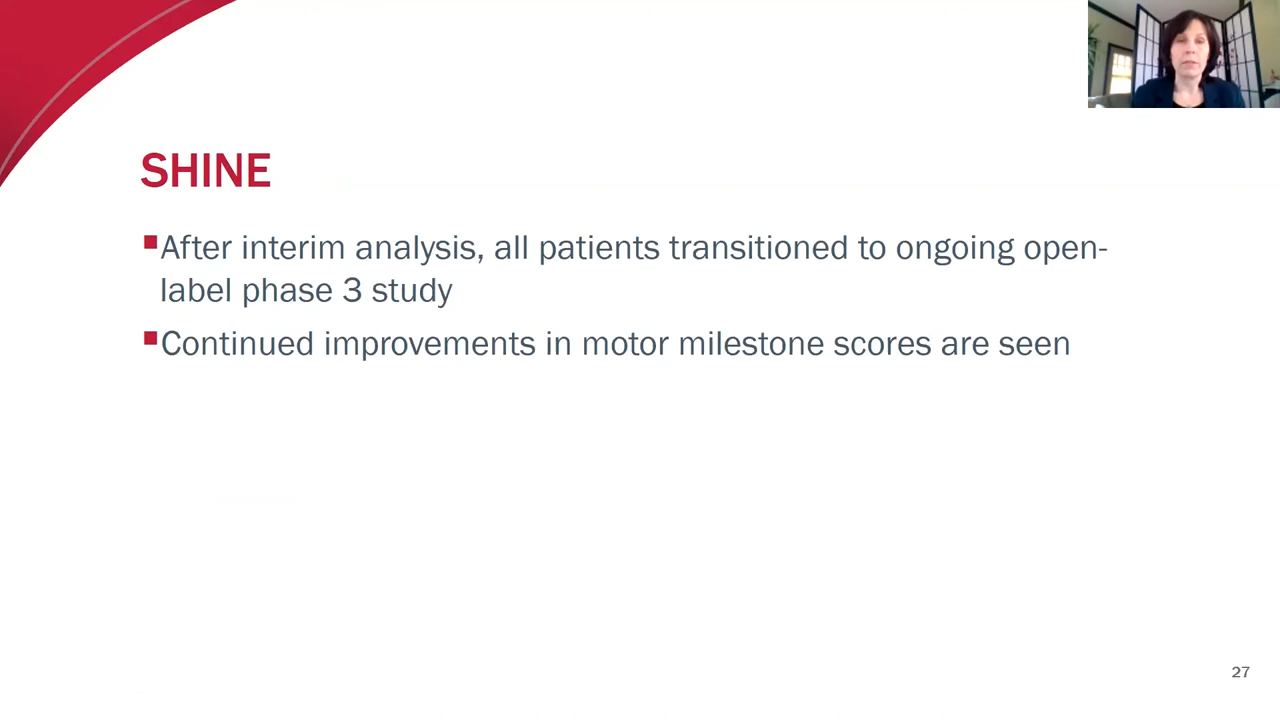 SHINE
▪After interim analysis, all patients transitioned to ongoing open-
label phase 3 study
▪Continued improvements in motor milestone scores are seen
27